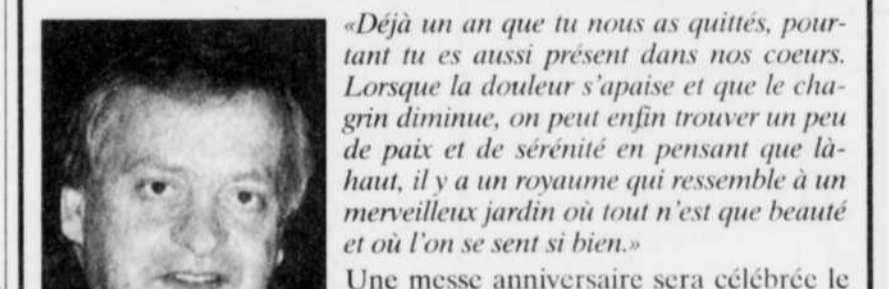 «Déjà un an que tu nous as quittés, pour-
tant tu es aussi présent dans nos coeurs.
Lorsque la douleur s'apaise et que le cha-
grin diminue, on peut enfin trouver un peu
de paix et de sérénité en pensant que là-
haut, il y a un royaume qui ressemble à un
merveilleux jardin où tout n'est que beauté
et où l'on se sent si bien.»
Une messe anniversaire sera célébrée le